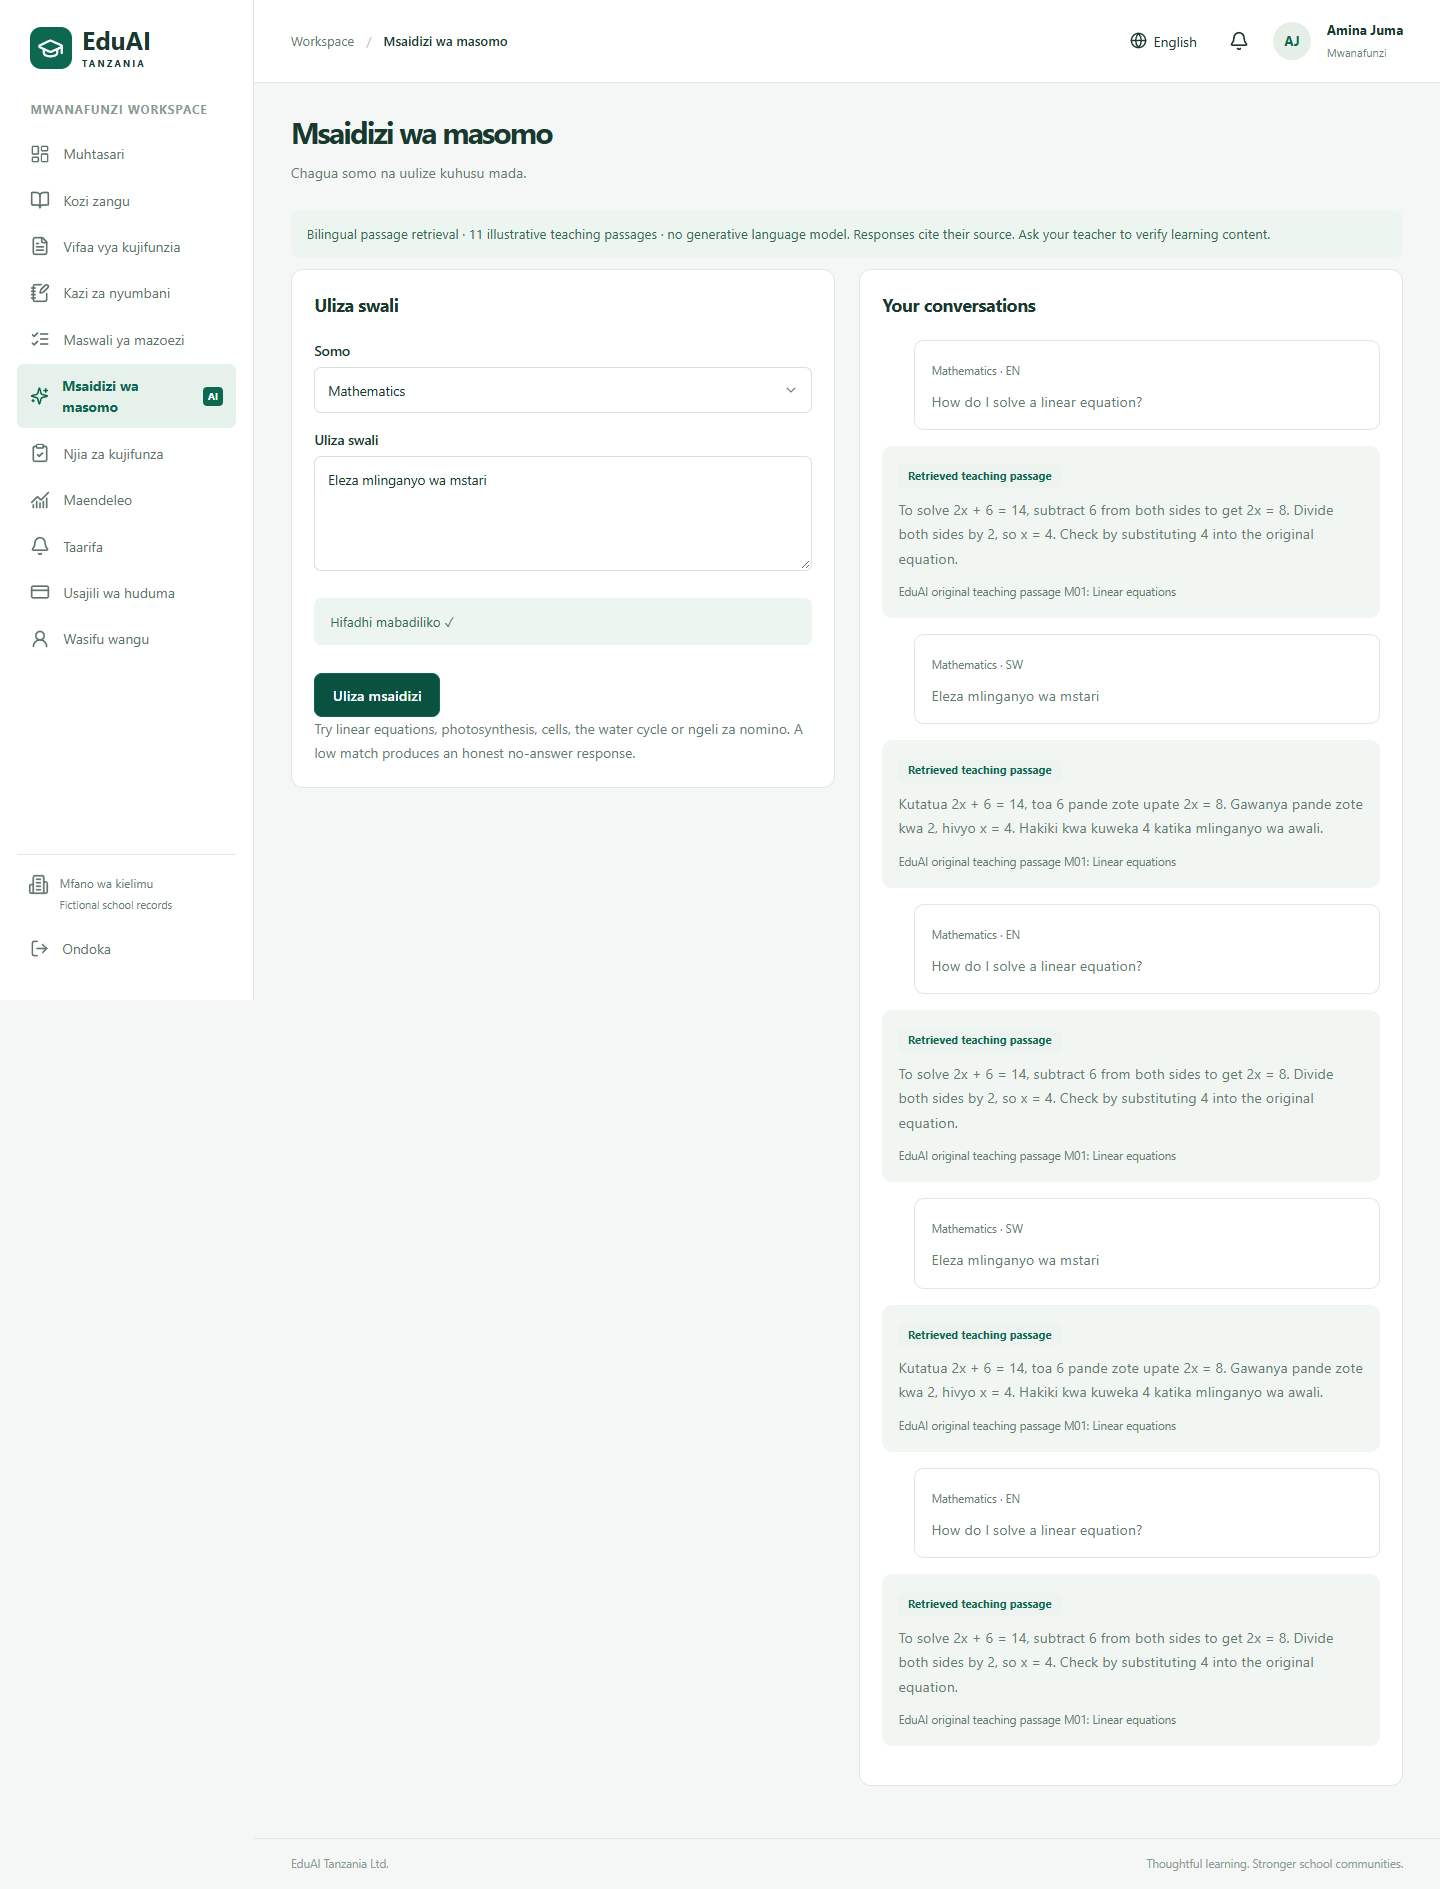 EduAI
TANZANIA
MWANAFUNZI WORKSPACE
Muhtasari
Kozi zangu
Vifaa vya kujifunzia
Kazi za nyumbani
Maswali ya mazoezi
Msaidizi wa
masomo
AI
Njia za kujifunza
Maendeleo
Taarifa
Usajili wa huduma
Wasifu wangu
Mfano wa kielimu
Fictional school records
Ondoka
Workspace / Msaidizi wa masomo
English
AJ
Amina Juma
Mwanafunzi
Msaidizi wa masomo
Chagua somo na uulize kuhusu mada.
Bilingual passage retrieval · 11 illustrative teaching passages · no generative language model. Responses cite their source. Ask your teacher to verify learning content.
Uliza swali
Somo
Mathematics
Uliza swali
Eleza mlinganyo wa mstari
Hifadhi mabadiliko ✓
Uliza msaidizi
Try linear equations, photosynthesis, cells, the water cycle or ngeli za nomino. A
low match produces an honest no-answer response.
Your conversations
Mathematics · EN
How do I solve a linear equation?
Retrieved teaching passage
To solve 2x + 6 = 14, subtract 6 from both sides to get 2x = 8. Divide
both sides by 2, so x = 4. Check by substituting 4 into the original
equation.
EduAI original teaching passage M01: Linear equations
Mathematics · SW
Eleza mlinganyo wa mstari
Retrieved teaching passage
Kutatua 2x + 6 = 14, toa 6 pande zote upate 2x = 8. Gawanya pande zote
kwa 2, hivyo x = 4. Hakiki kwa kuweka 4 katika mlinganyo wa awali.
EduAI original teaching passage M01: Linear equations
Mathematics · EN
How do I solve a linear equation?
Retrieved teaching passage
To solve 2x + 6 = 14, subtract 6 from both sides to get 2x = 8. Divide
both sides by 2, so x = 4. Check by substituting 4 into the original
equation.
EduAI original teaching passage M01: Linear equations
Mathematics · SW
Eleza mlinganyo wa mstari
Retrieved teaching passage
Kutatua 2x + 6 = 14, toa 6 pande zote upate 2x = 8. Gawanya pande zote
kwa 2, hivyo x = 4. Hakiki kwa kuweka 4 katika mlinganyo wa awali.
EduAI original teaching passage M01: Linear equations
Mathematics · EN
How do I solve a linear equation?
Retrieved teaching passage
To solve 2x + 6 = 14, subtract 6 from both sides to get 2x = 8. Divide
both sides by 2, so x = 4. Check by substituting 4 into the original
equation.
EduAI original teaching passage M01: Linear equations
EduAI Tanzania Ltd.
Thoughtful learning. Stronger school communities.